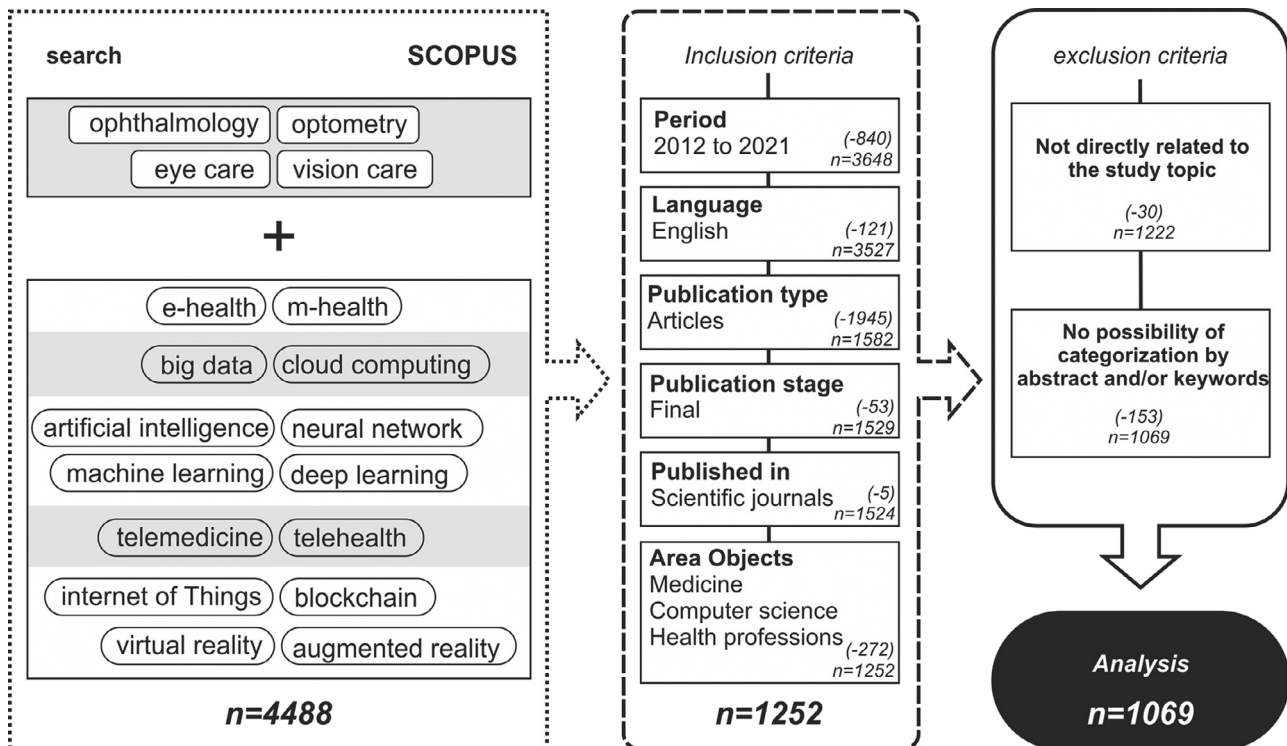 search SCOPUS
ophthalmology optometry
eye care vision care
+
e-health m-health
big data cloud computing
artificial intelligence neural network
machine learning deep learning
telemedicine telehealth
internet of Things blockchain
virtual reality augmented reality
n=4488
Inclusion criteria
Period
2012 to 2021 (-840)
n=3648
Language
English (-121)
n=3527
Publication type
Articles (-1945)
n=1582
Publication stage
Final (-53)
n=1529
Published in
Scientific journals (-5)
n=1524
Area Objects
Medicine
Computer science
Health professions (-272)
n=1252
n=1252
exclusion criteria
Not directly related to
the study topic
(-30)
n=1222
No possibility of
categorization by
abstract and/or keywords
(-153)
n=1069
Analysis
n=1069